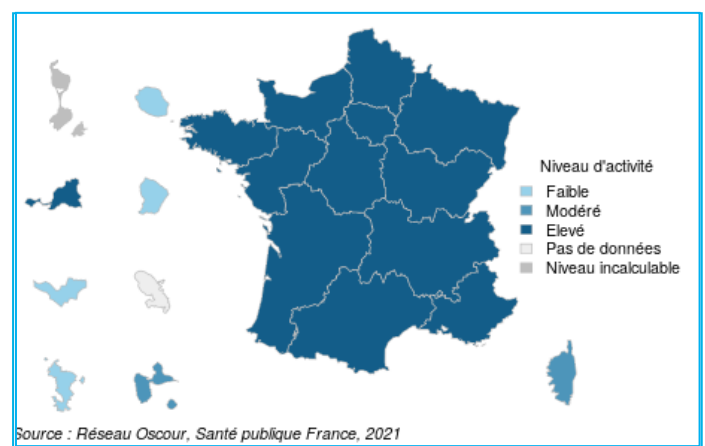 Niveau d'activité
Faible
Modéré
Elevé
Pas de données
Niveau incalculable
Source : Réseau Oscour, Santé publique France, 2021